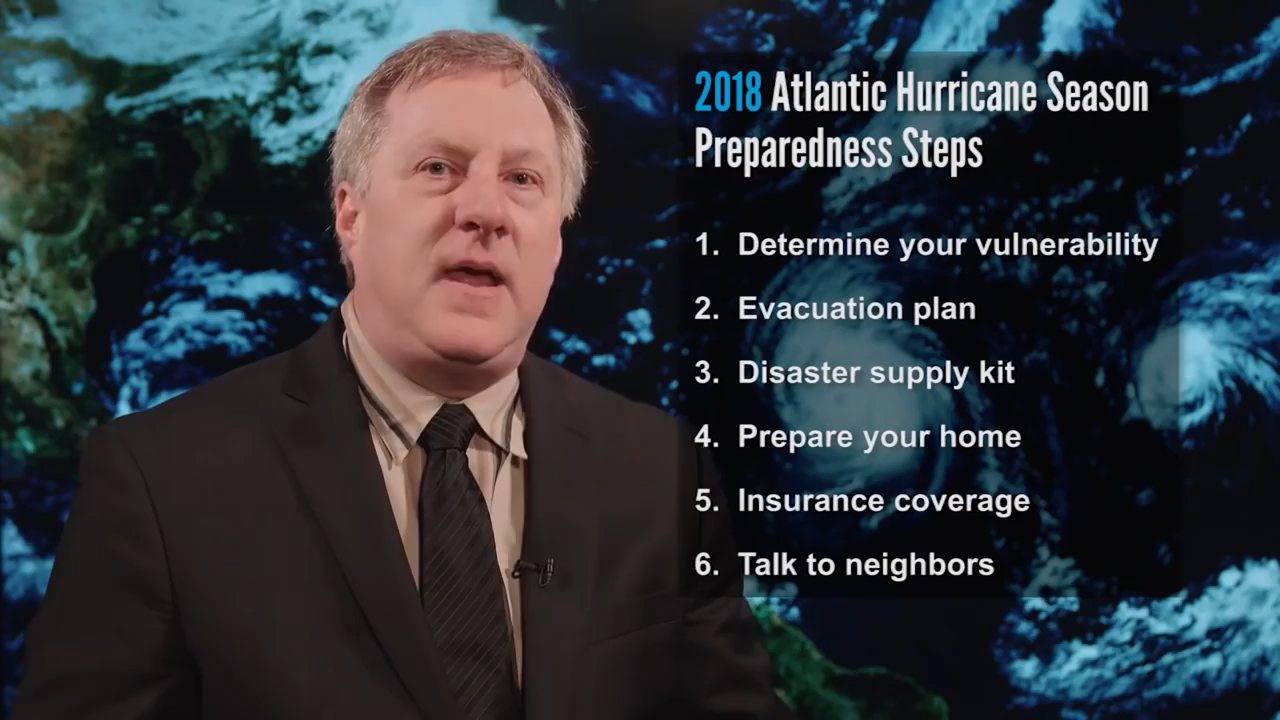 2018 Atlantic Hurricane Season
Preparedness Steps
1. Determine your vulnerability
2. Evacuation plan
3. Disaster supply kit
4. Prepare your home
5. Insurance coverage
6. Talk to neighbors